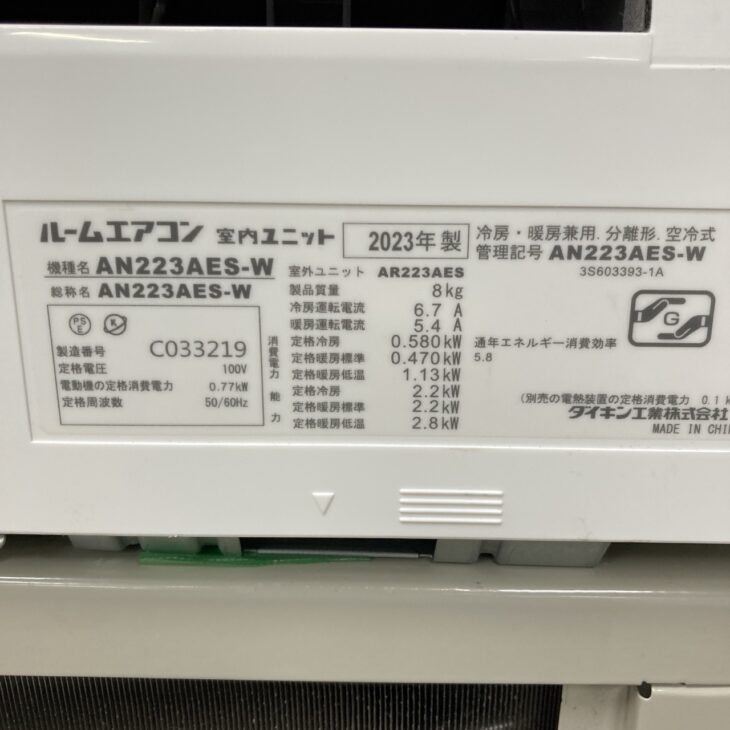 ルームエアコン 室内ユニット 2023年 製
冷房・暖房兼用.分離形.空冷式
機種名 AN223AES-W
総称名 AN223AES-W
管理記号 AN223AES-W
3S603393-1A
PS
E
製造番号 C033219
定格電圧 100V
電動機の定格消費電力 0.77kW
定格周波数 50/60Hz
室外ユニット AR223AES
製品質量 8kg
冷房運転電流 6.7 A
暖房運転電流 5.4 A
消費電力
定格冷房 0.580kW
定格暖房標準 0.470kW
定格暖房低温 1.13kW
能力
定格冷房 2.2kW
定格暖房標準 2.2kW
定格暖房低温 2.8kW
G
通年エネルギー消費効率
5.8
(別売の電熱装置の定格消費電力 0.1 k
ダイキン工業株式会社
MADE IN CHI